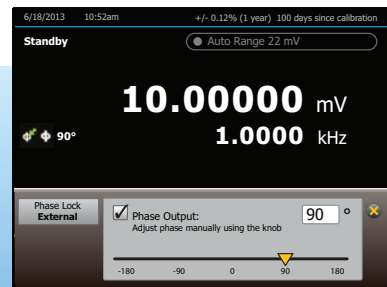 6/18/2013 10:52am +/- 0.12% (1 year) 100 days since calibration
Standby Auto Range 22 mV
10.00000 mV
90° 1.0000 kHz
Phase Lock
External
Phase Output: 90 °
Adjust phase manually using the knob
-180 -90 0 90 180